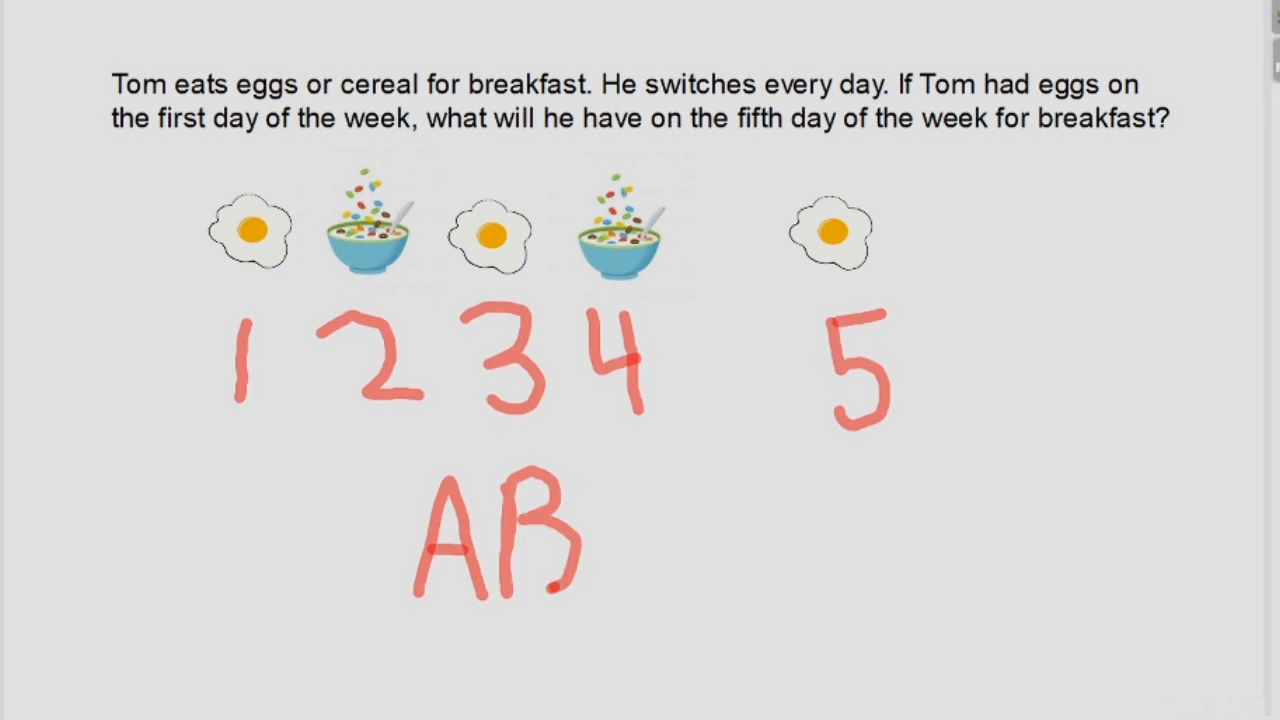 Tom eats eggs or cereal for breakfast. He switches every day. If Tom had eggs on
the first day of the week, what will he have on the fifth day of the week for breakfast?
1 2 3 4 5
AB